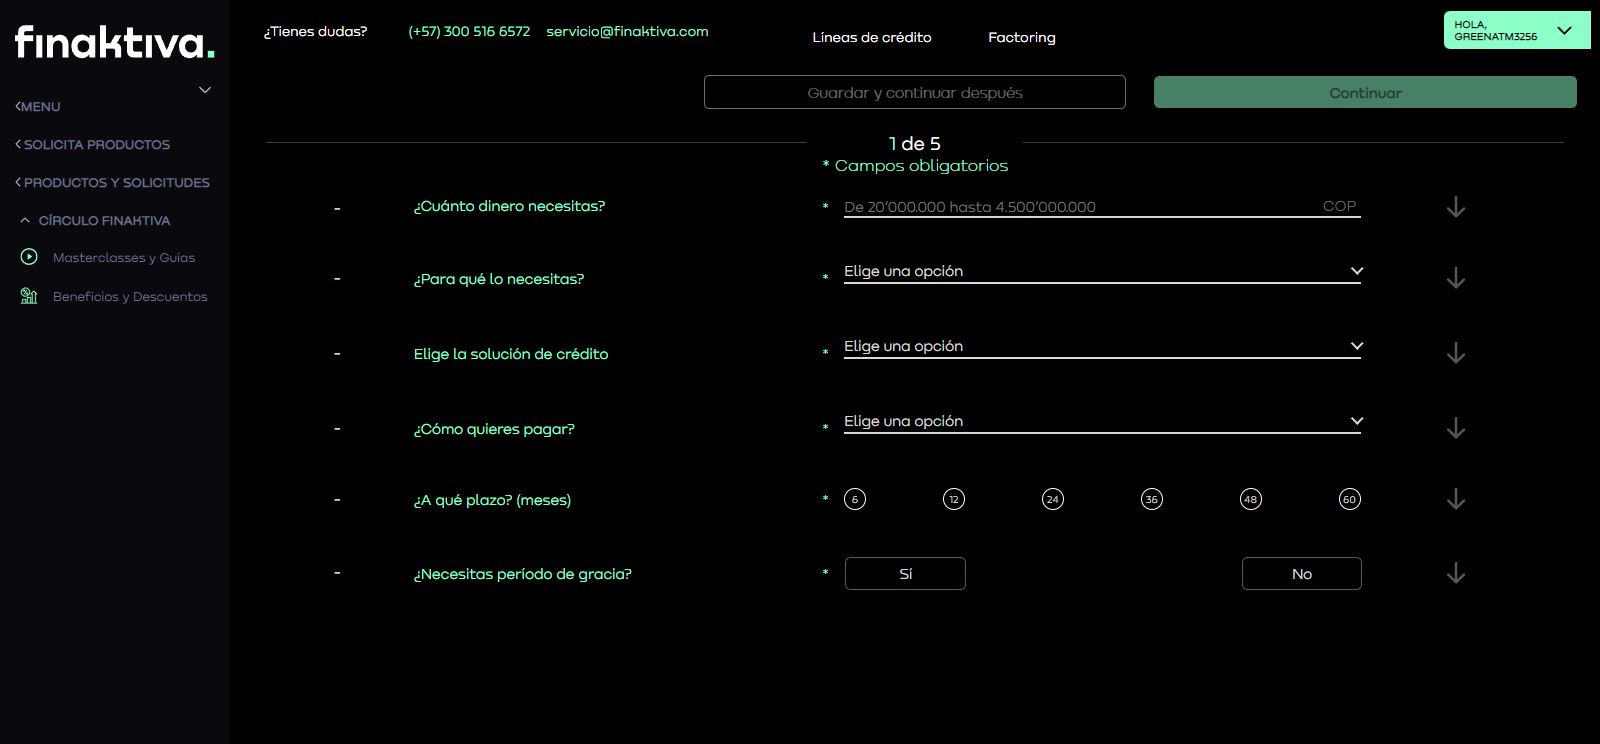 finaktiva.
MENU
SOLICITA PRODUCTOS
PRODUCTOS Y SOLICITUDES
CÍRCULO FINAKTIVA
Masterclasses y Guías
Beneficios y Descuentos
¿Tienes dudas? (+57) 300 516 6572 servicio@finaktiva.com
Líneas de crédito Factoring
HOLA,
GREENATM3256
Guardar y continuar después Continuar
1 de 5
* Campos obligatorios
- ¿Cuánto dinero necesitas? * De 20'000.000 hasta 4.500'000.000 COP
- ¿Para qué lo necesitas? * Elige una opción
- Elige la solución de crédito * Elige una opción
- ¿Cómo quieres pagar? * Elige una opción
- ¿A qué plazo? (meses) * 6 12 24 36 48 60
- ¿Necesitas período de gracia? * Sí No